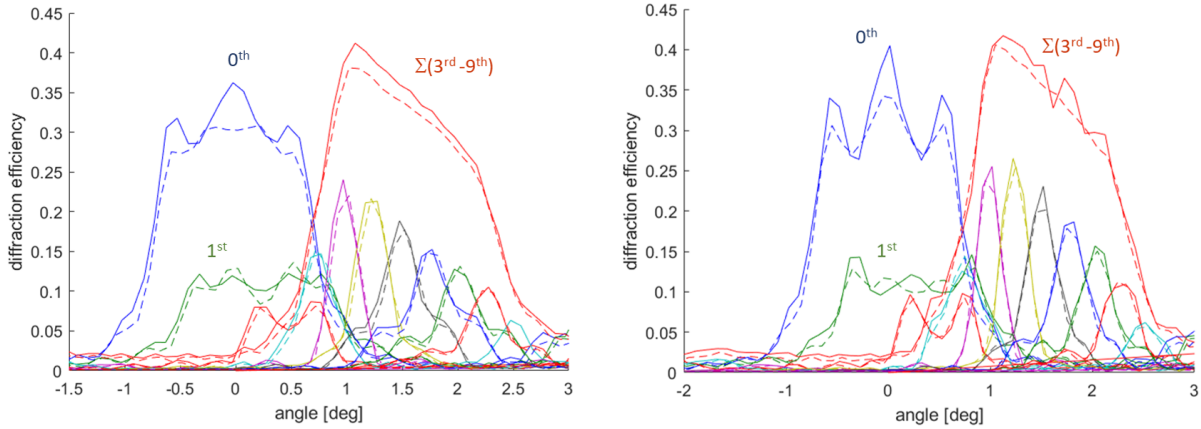 0.45
0.4
0.35
0.3
0.25
0.2
0.15
0.1
0.05
0
diffraction efficiency
0th
1st
Σ(3rd -9th)
-1.5 -1 -0.5 0 0.5 1 1.5 2 2.5 3
angle [deg]
0.45
0.4
0.35
0.3
0.25
0.2
0.15
0.1
0.05
0
diffraction efficiency
0th
1st
Σ(3rd -9th)
-2 -1 0 1 2 3
angle [deg]